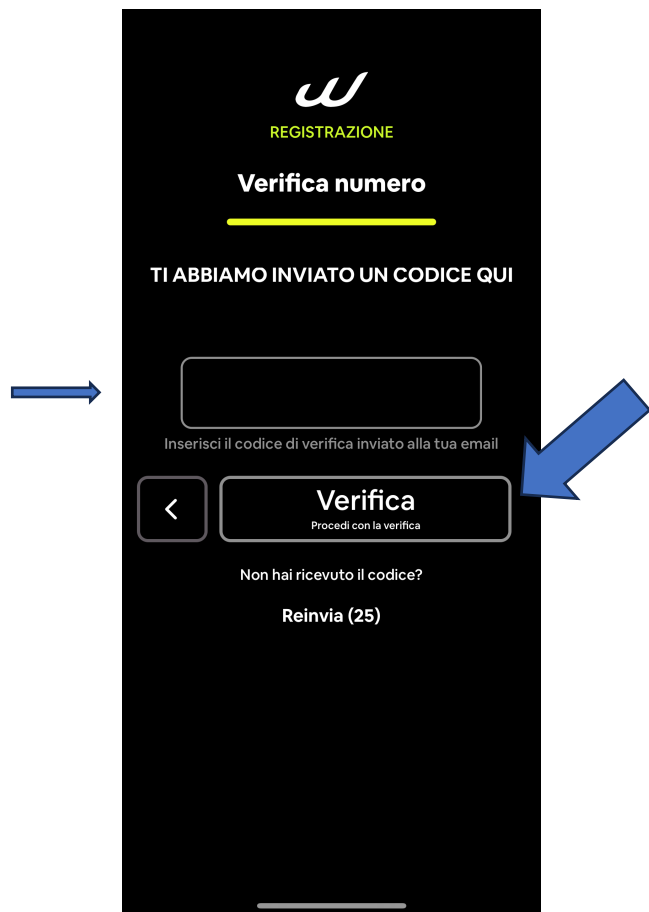 REGISTRAZIONE
Verifica numero
TI ABBIAMO INVIATO UN CODICE QUI
Inserisci il codice di verifica inviato alla tua email
Verifica
Procedi con la verifica
Non hai ricevuto il codice?
Reinvia (25)